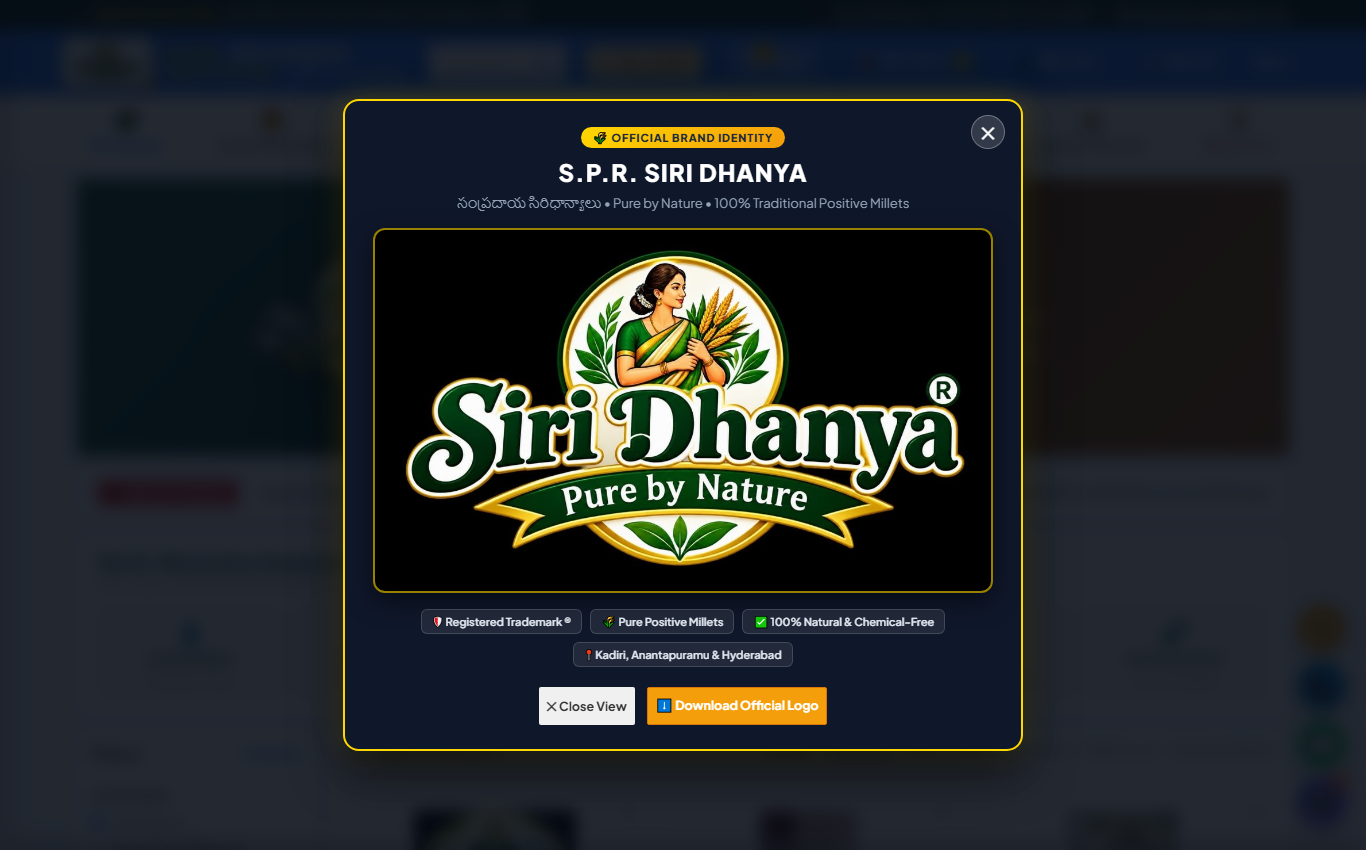 OFFICIAL BRAND IDENTITY
S.P.R. SIRI DHANYA
సంప్రదాయ సిరిధాన్యాలు • Pure by Nature • 100% Traditional Positive Millets
Siri Dhanya ®
Pure by Nature
Registered Trademark ®
Pure Positive Millets
100% Natural & Chemical-Free
Kadiri, Anantapuramu & Hyderabad
Close View
Download Official Logo